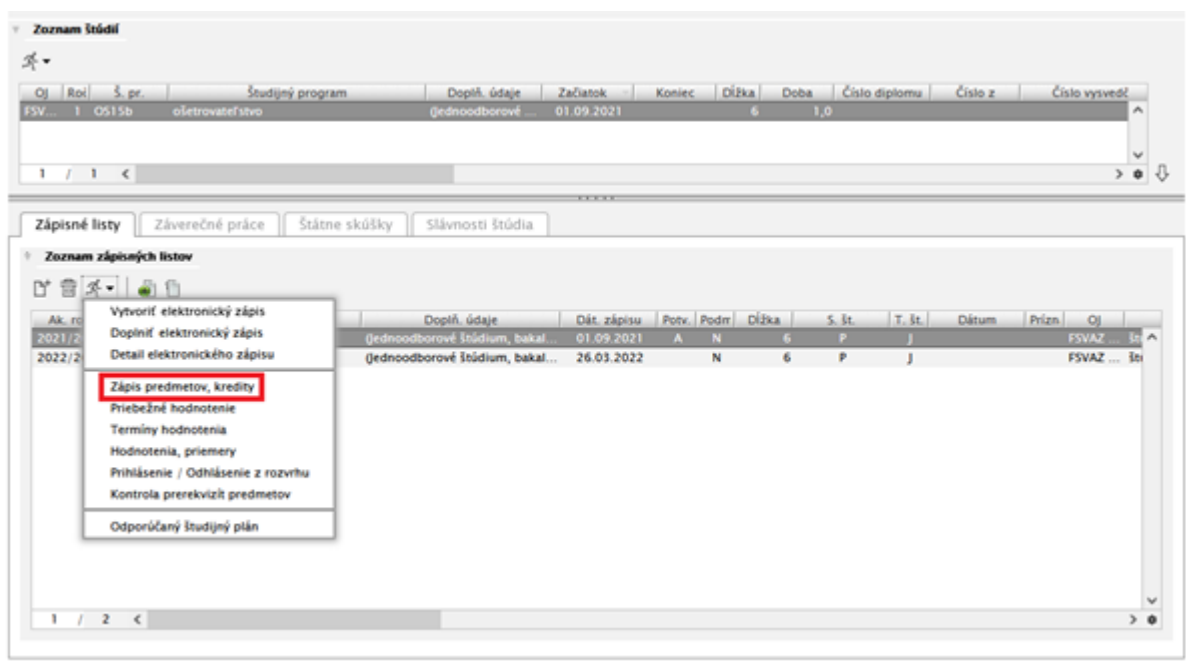 Zoznam štúdií
OJ Roi Š. pr. Študijný program Doplň. údaje Začiatok Koniec Dĺžka Doba Číslo diplomu Číslo z Číslo vysvedč
FSV... 1 OS15b ošetrovateľstvo (Jednoodborové ... 01.09.2021 6 1,0
1 / 1
Zápisné listy Záverečné práce Štátne skúšky Slávnosti štúdia
Zoznam zápisných listov
Ak. ro Doplň. údaje Dát. zápisu Potv. Podm Dĺžka S. št. T. št. Dátum Prízn OJ
2021/2 (Jednoodborové štúdium, bakal... 01.09.2021 A N 6 P J FSVAZ ... štu
2022/2 (Jednoodborové štúdium, bakal... 26.03.2022 N 6 P J FSVAZ ... štu
Vytvoriť elektronický zápis
Doplniť elektronický zápis
Detail elektronického zápisu
Zápis predmetov, kredity
Priebežné hodnotenie
Termíny hodnotenia
Hodnotenia, priemery
Prihlásenie / Odhlásenie z rozvrhu
Kontrola prerekvizít predmetov
Odporúčaný študijný plán
1 / 2